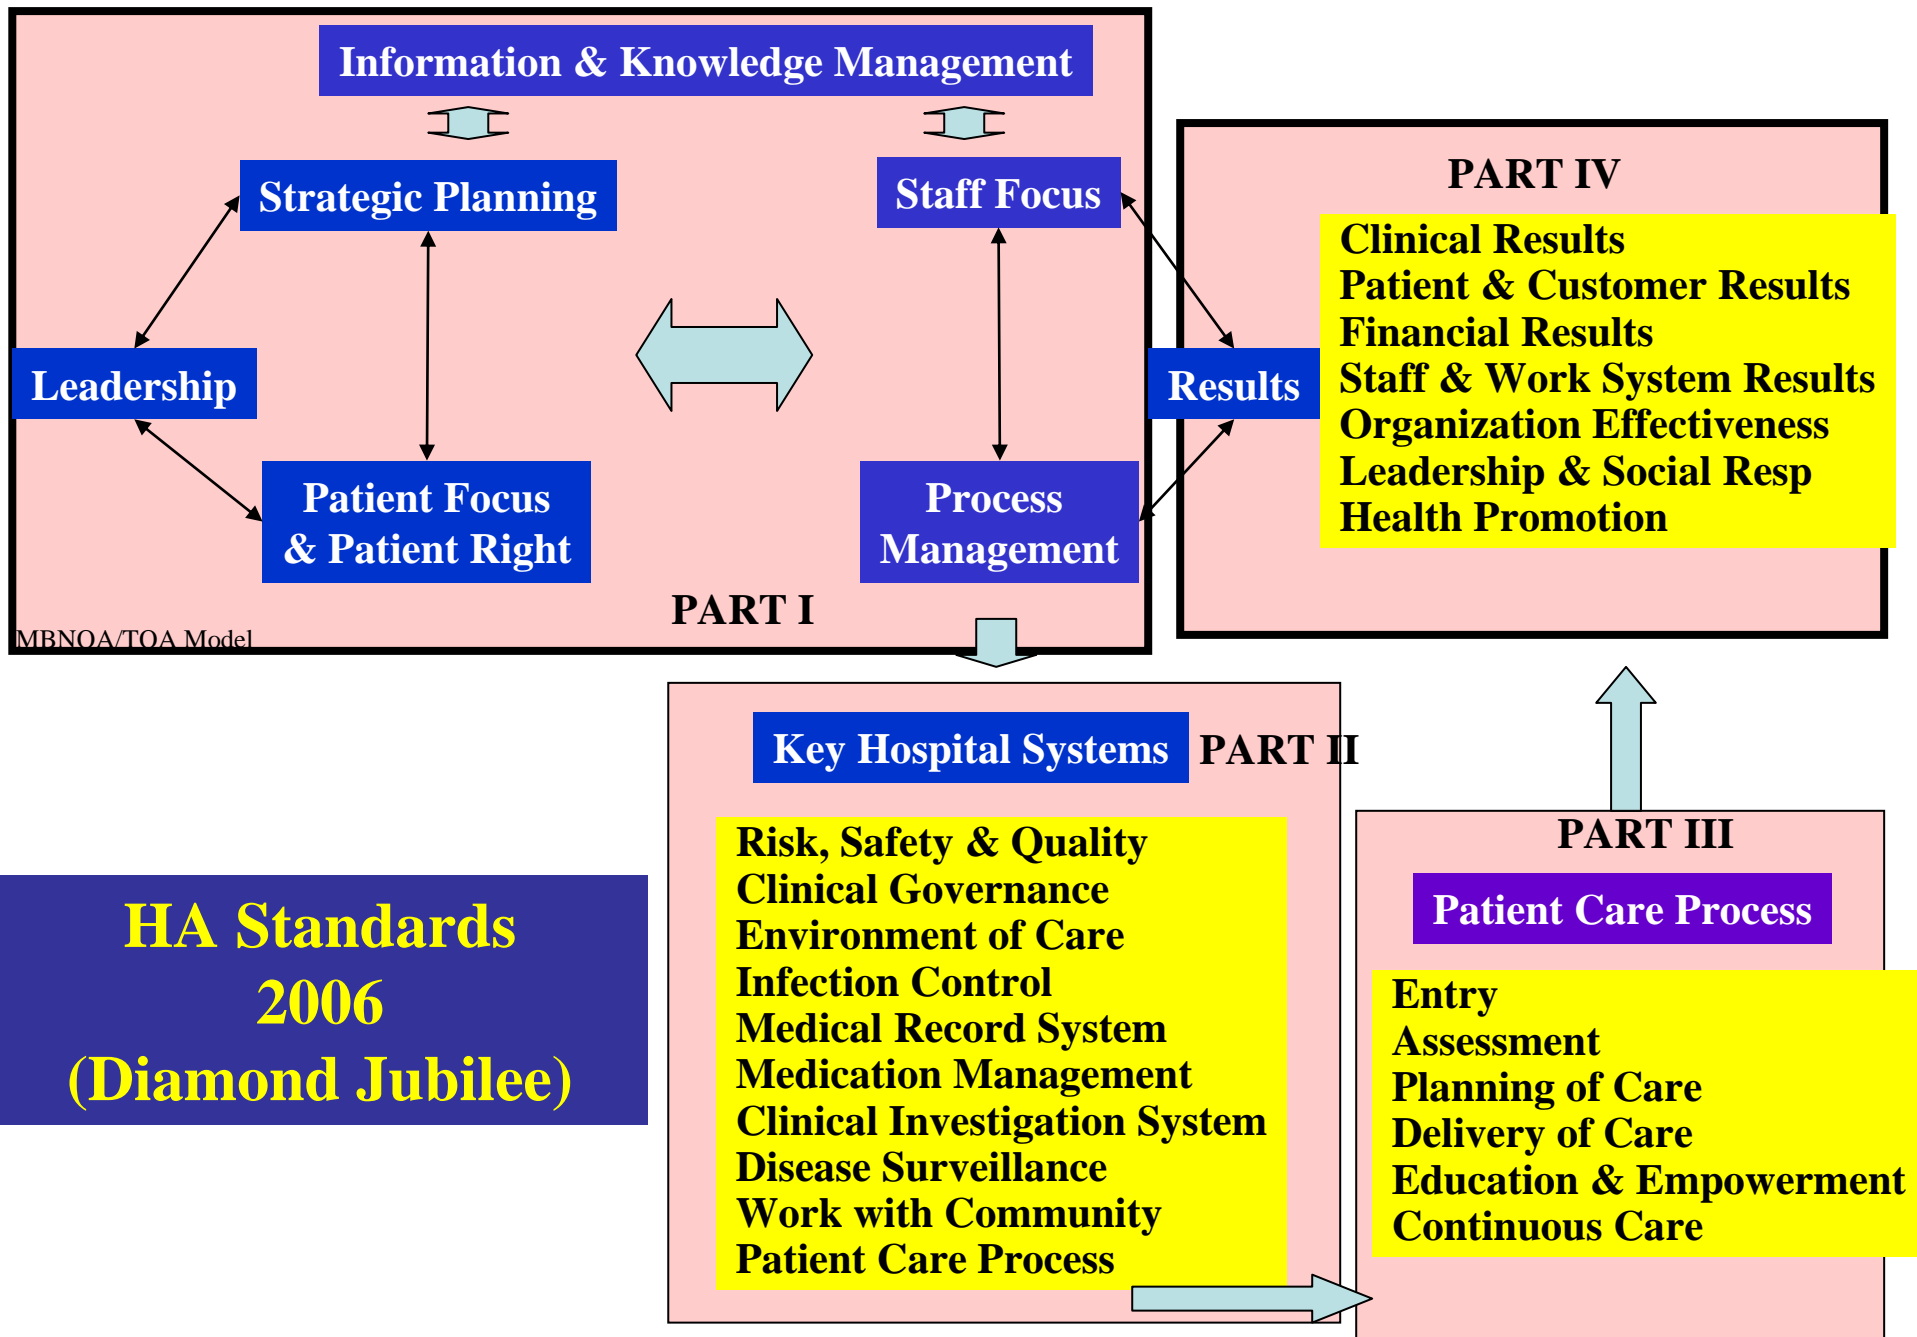 Information & Knowledge Management
Strategic Planning
Staff Focus
Leadership
Results
Patient Focus
& Patient Right
Process
Management
PART I
MBNQA/TQA Model
PART IV
Clinical Results
Patient & Customer Results
Financial Results
Staff & Work System Results
Organization Effectiveness
Leadership & Social Resp
Health Promotion
Key Hospital Systems
PART II
Risk, Safety & Quality
Clinical Governance
Environment of Care
Infection Control
Medical Record System
Medication Management
Clinical Investigation System
Disease Surveillance
Work with Community
Patient Care Process
PART III
Patient Care Process
Entry
Assessment
Planning of Care
Delivery of Care
Education & Empowerment
Continuous Care
HA Standards
2006
(Diamond Jubilee)